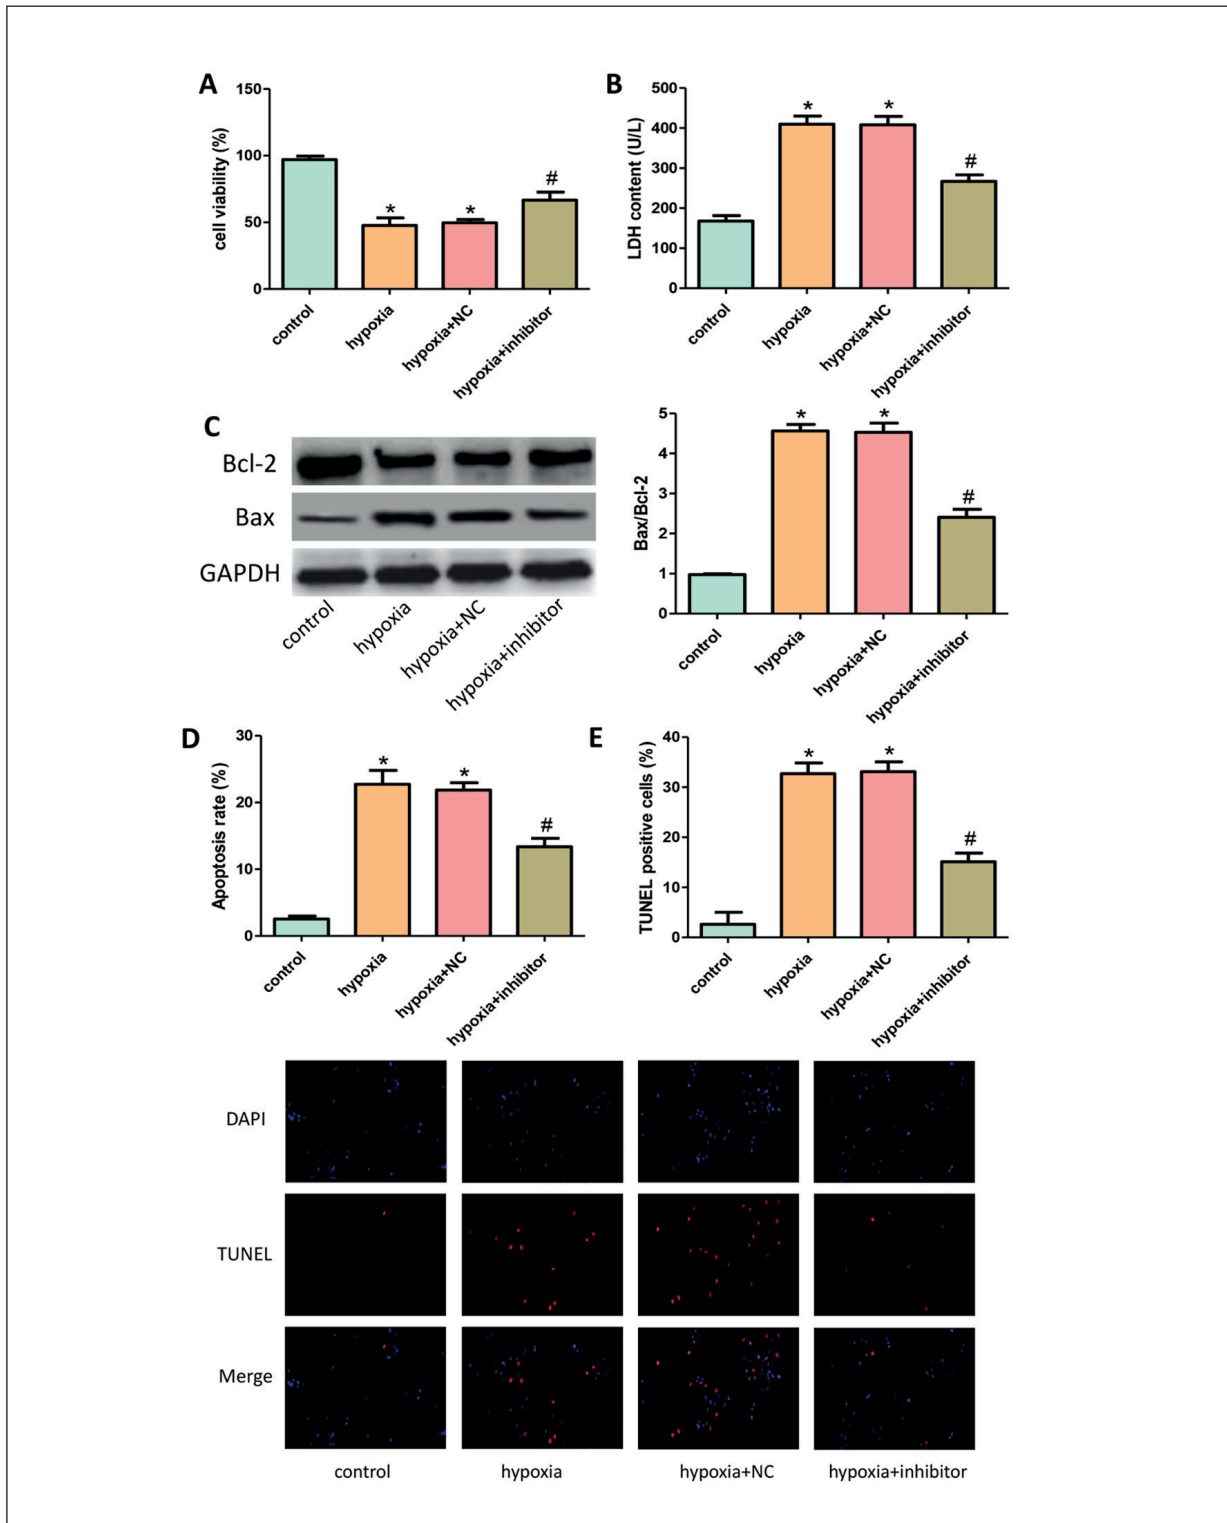 A
cell viability (%)
150
100
50
0
*
*
#
control
hypoxia
hypoxia+NC
hypoxia+inhibitor
B
LDH content (U/L)
500
400
300
200
100
0
*
*
#
control
hypoxia
hypoxia+NC
hypoxia+inhibitor
C
Bcl-2
Bax
GAPDH
control
hypoxia
hypoxia+NC
hypoxia+inhibitor
Bax/Bcl-2
5
4
3
2
1
0
*
*
#
control
hypoxia
hypoxia+NC
hypoxia+inhibitor
D
Apoptosis rate (%)
30
20
10
0
*
*
#
control
hypoxia
hypoxia+NC
hypoxia+inhibitor
E
TUNEL positive cells (%)
40
30
20
10
0
*
*
#
control
hypoxia
hypoxia+NC
hypoxia+inhibitor
DAPI
TUNEL
Merge
control
hypoxia
hypoxia+NC
hypoxia+inhibitor